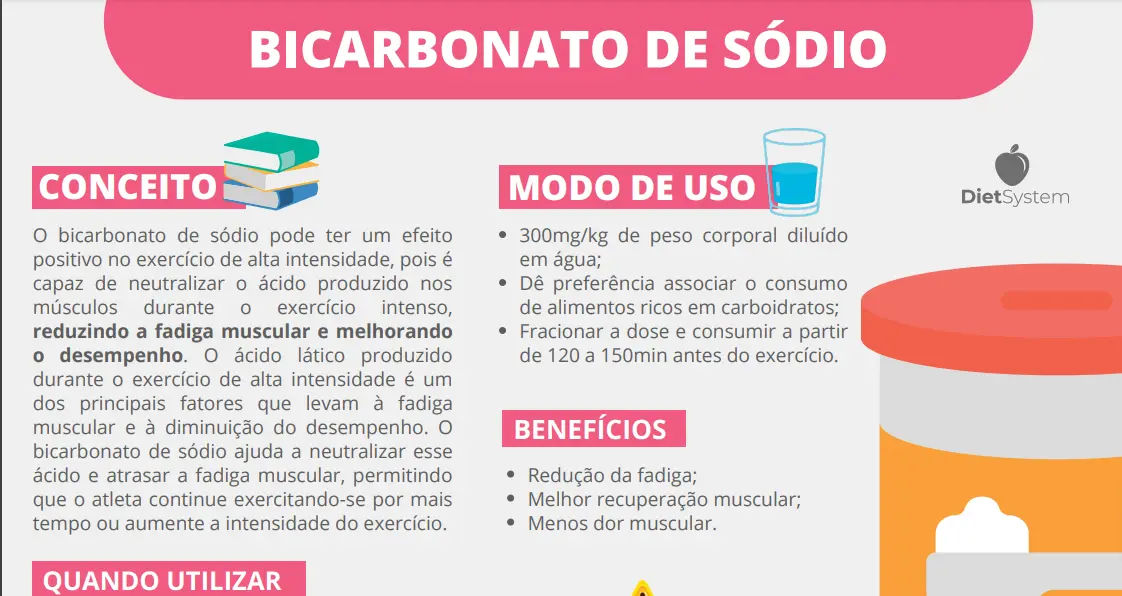 BICARBONATO DE SÓDIO
CONCEITO
O bicarbonato de sódio pode ter um efeito
positivo no exercício de alta intensidade, pois é
capaz de neutralizar o ácido produzido nos
músculos durante o exercício intenso,
reduzindo a fadiga muscular e melhorando
o desempenho. O ácido lático produzido
durante o exercício de alta intensidade é um
dos principais fatores que levam à fadiga
muscular e à diminuição do desempenho. O
bicarbonato de sódio ajuda a neutralizar esse
ácido e atrasar a fadiga muscular, permitindo
que o atleta continue exercitando-se por mais
tempo ou aumente a intensidade do exercício.
QUANDO UTILIZAR
MODO DE USO
• 300mg/kg de peso corporal diluído
em água;
• Dê preferência associar o consumo
de alimentos ricos em carboidratos;
• Fracionar a dose e consumir a partir
de 120 a 150min antes do exercício.
BENEFÍCIOS
• Redução da fadiga;
• Melhor recuperação muscular;
• Menos dor muscular.
DietSystem